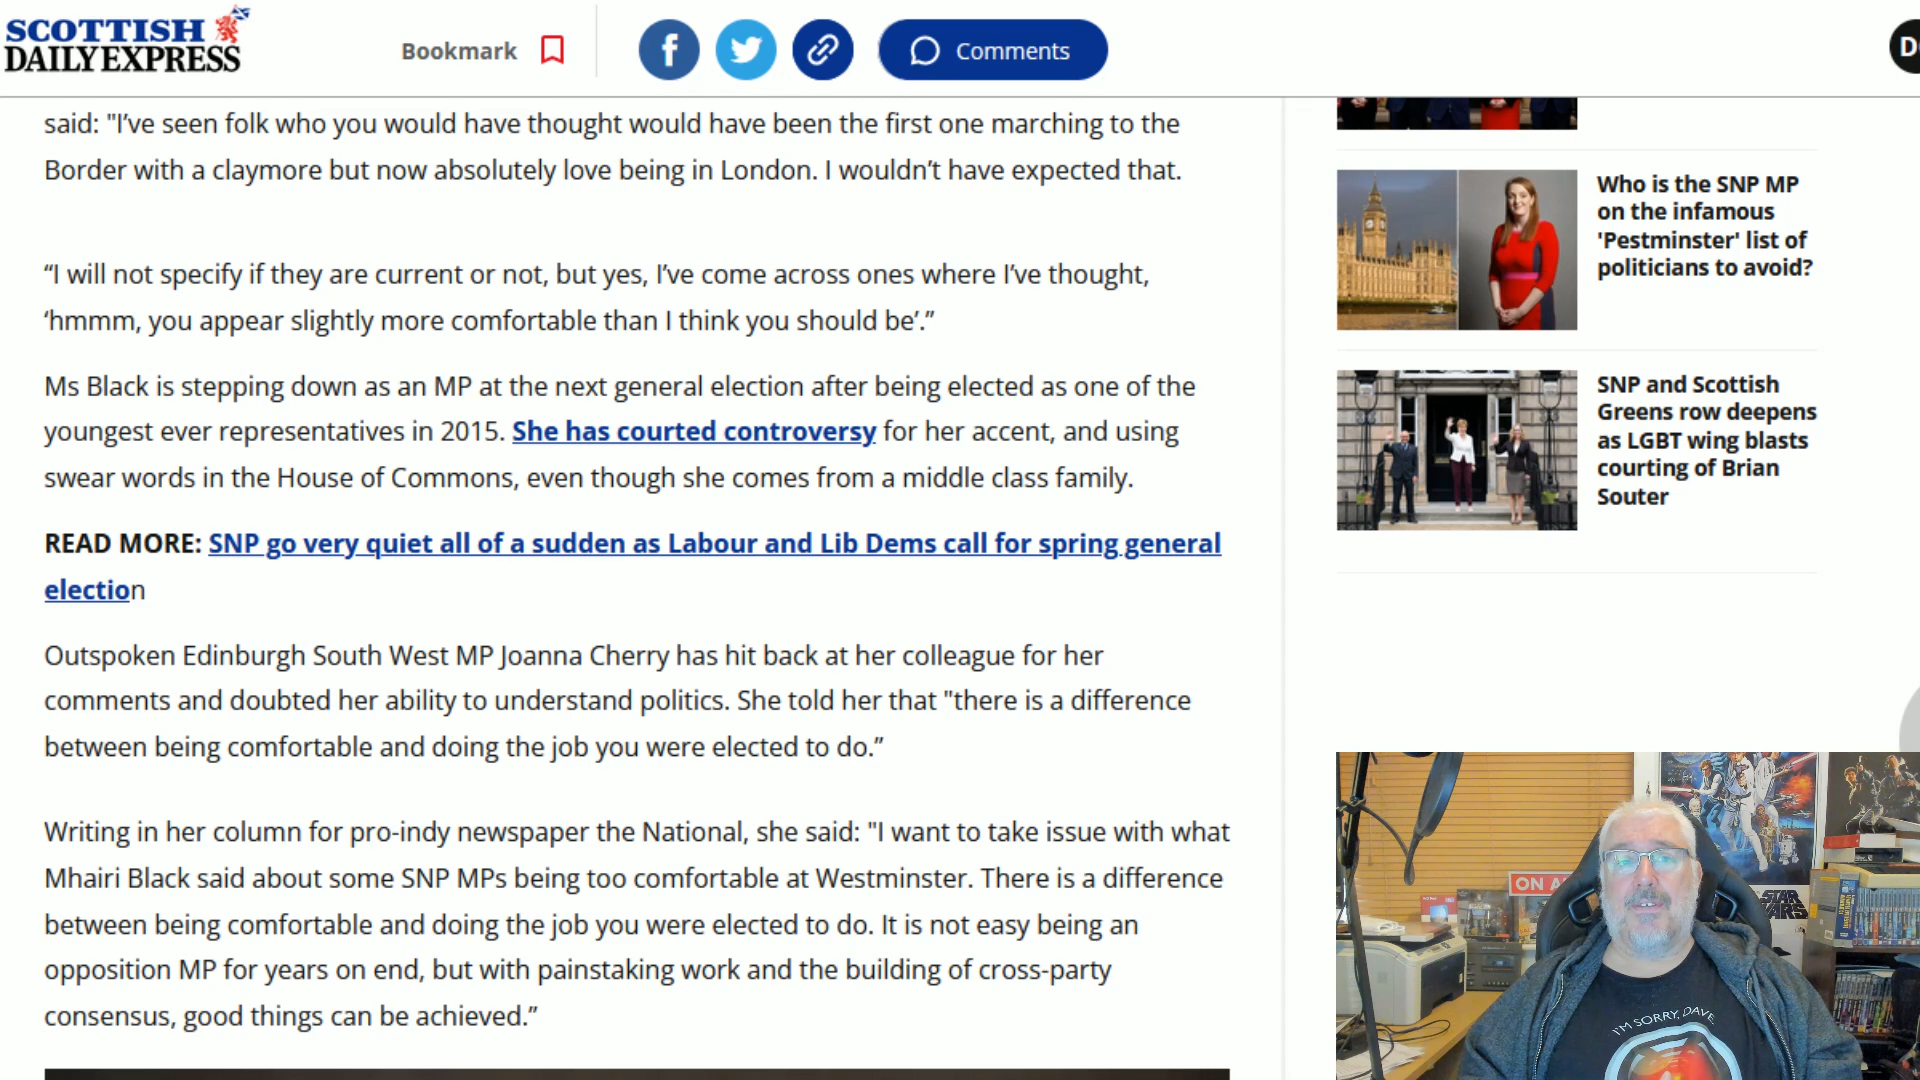 SCOTTISH
DAILY EXPRESS
Bookmark
Comments
said: "I’ve seen folk who you would have thought would have been the first one marching to the
Border with a claymore but now absolutely love being in London. I wouldn’t have expected that.
“I will not specify if they are current or not, but yes, I’ve come across ones where I’ve thought,
‘hmmm, you appear slightly more comfortable than I think you should be’.”
Ms Black is stepping down as an MP at the next general election after being elected as one of the
youngest ever representatives in 2015. She has courted controversy for her accent, and using
swear words in the House of Commons, even though she comes from a middle class family.
READ MORE: SNP go very quiet all of a sudden as Labour and Lib Dems call for spring general
election
Outspoken Edinburgh South West MP Joanna Cherry has hit back at her colleague for her
comments and doubted her ability to understand politics. She told her that "there is a difference
between being comfortable and doing the job you were elected to do.”
Writing in her column for pro-indy newspaper the National, she said: "I want to take issue with what
Mhairi Black said about some SNP MPs being too comfortable at Westminster. There is a difference
between being comfortable and doing the job you were elected to do. It is not easy being an
opposition MP for years on end, but with painstaking work and the building of cross-party
consensus, good things can be achieved.”
Who is the SNP MP
on the infamous
'Pestminster' list of
politicians to avoid?
SNP and Scottish
Greens row deepens
as LGBT wing blasts
courting of Brian
Souter
ON A
STAR
WARS
I'M SORRY, DAVE